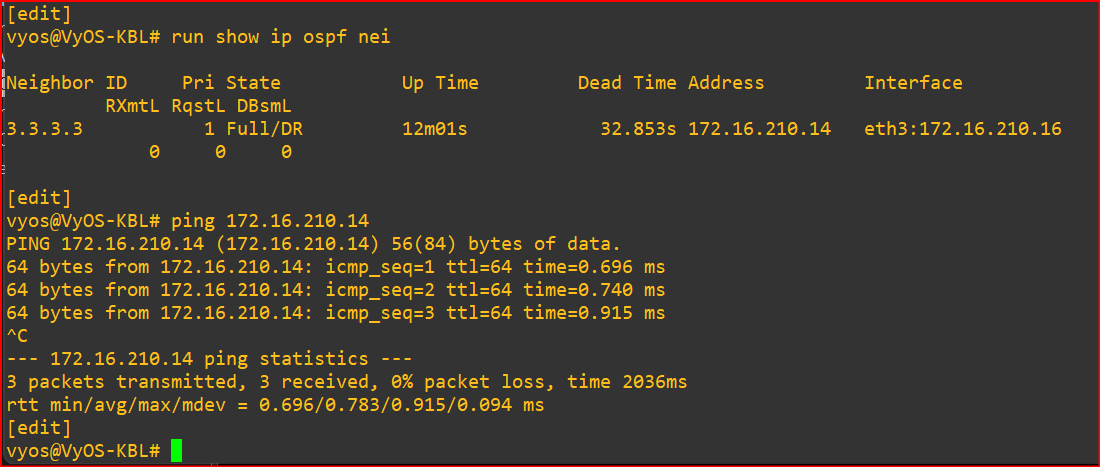 [edit]
vyos@VyOS-KBL# run show ip ospf nei
Neighbor ID     Pri State           Up Time         Dead Time Address         Interface
         RXmtL RqstL DBsmL
3.3.3.3           1 Full/DR         12m01s            32.853s 172.16.210.14   eth3:172.16.210.16
             0     0     0
[edit]
vyos@VyOS-KBL# ping 172.16.210.14
PING 172.16.210.14 (172.16.210.14) 56(84) bytes of data.
64 bytes from 172.16.210.14: icmp_seq=1 ttl=64 time=0.696 ms
64 bytes from 172.16.210.14: icmp_seq=2 ttl=64 time=0.740 ms
64 bytes from 172.16.210.14: icmp_seq=3 ttl=64 time=0.915 ms
^C
--- 172.16.210.14 ping statistics ---
3 packets transmitted, 3 received, 0% packet loss, time 2036ms
rtt min/avg/max/mdev = 0.696/0.783/0.915/0.094 ms
[edit]
vyos@VyOS-KBL#